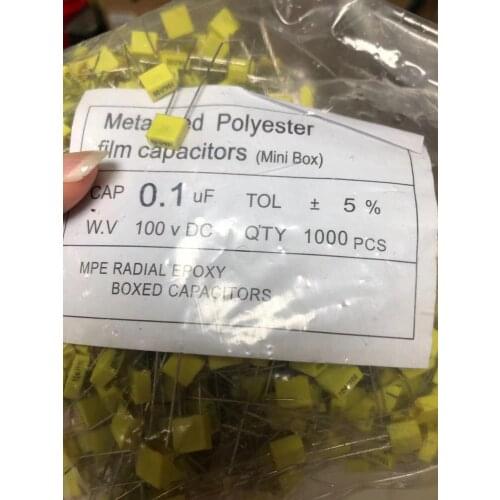 Polyester
film capacitors (Mini Box)
CAP 0.1 uF TOL ± 5 %
W.V 100 v DC Q'TY 1000 PCS
MPE RADIAL EPOXY
BOXED CAPACITORS